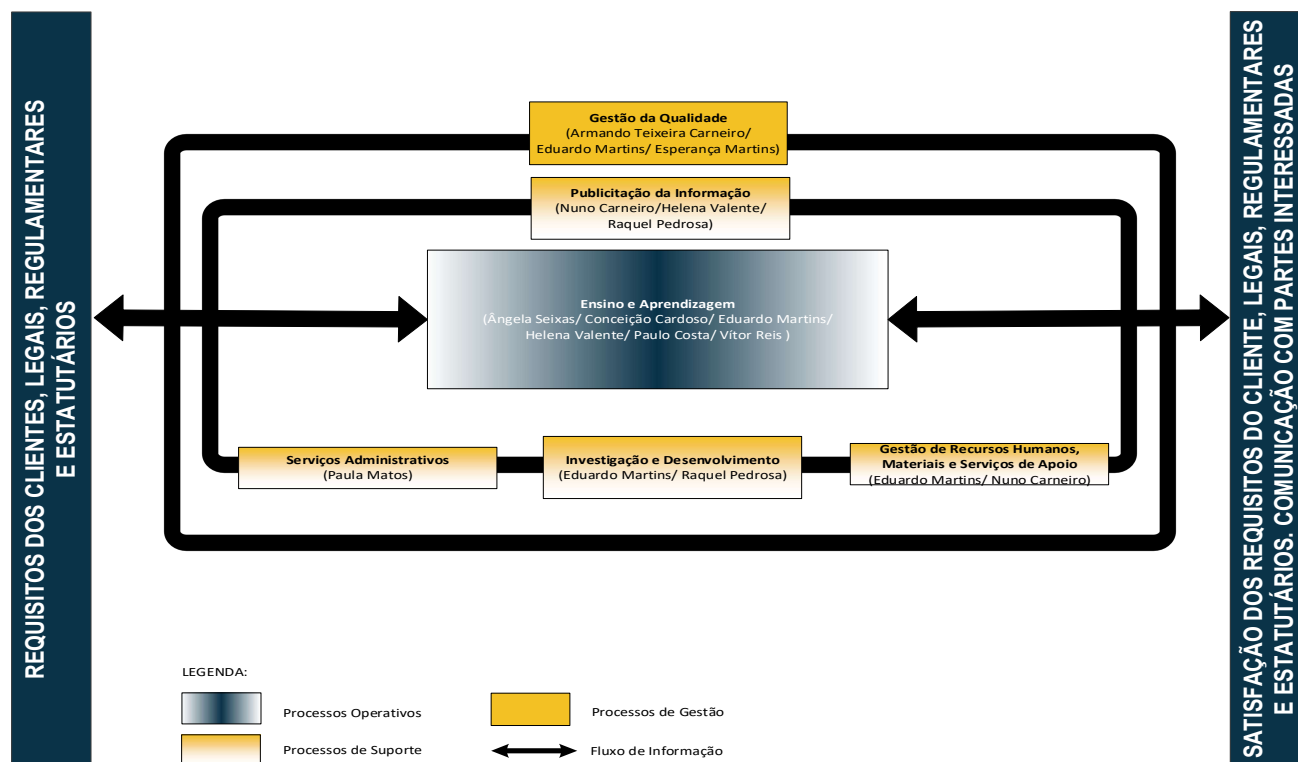 REQUISITOS DOS CLIENTES, LEGAIS, REGULAMENTARES
E ESTATUTÁRIOS
Gestão da Qualidade
(Armando Teixeira Carneiro/
Eduardo Martins/ Esperança Martins)
Publicitação da Informação
(Nuno Carneiro/Helena Valente/
Raquel Pedrosa)
Ensino e Aprendizagem
(Ângela Seixas/ Conceição Cardoso/ Eduardo Martins/
Helena Valente/ Paulo Costa/ Vítor Reis )
Serviços Administrativos
(Paula Matos)
Investigação e Desenvolvimento
(Eduardo Martins/ Raquel Pedrosa)
Gestão de Recursos Humanos,
Materiais e Serviços de Apoio
(Eduardo Martins/ Nuno Carneiro)
SATISFAÇÃO DOS REQUISITOS DO CLIENTE, LEGAIS, REGULAMENTARES
E ESTATUTÁRIOS. COMUNICAÇÃO COM PARTES INTERESSADAS
LEGENDA:
Processos Operativos
Processos de Gestão
Processos de Suporte
Fluxo de Informação